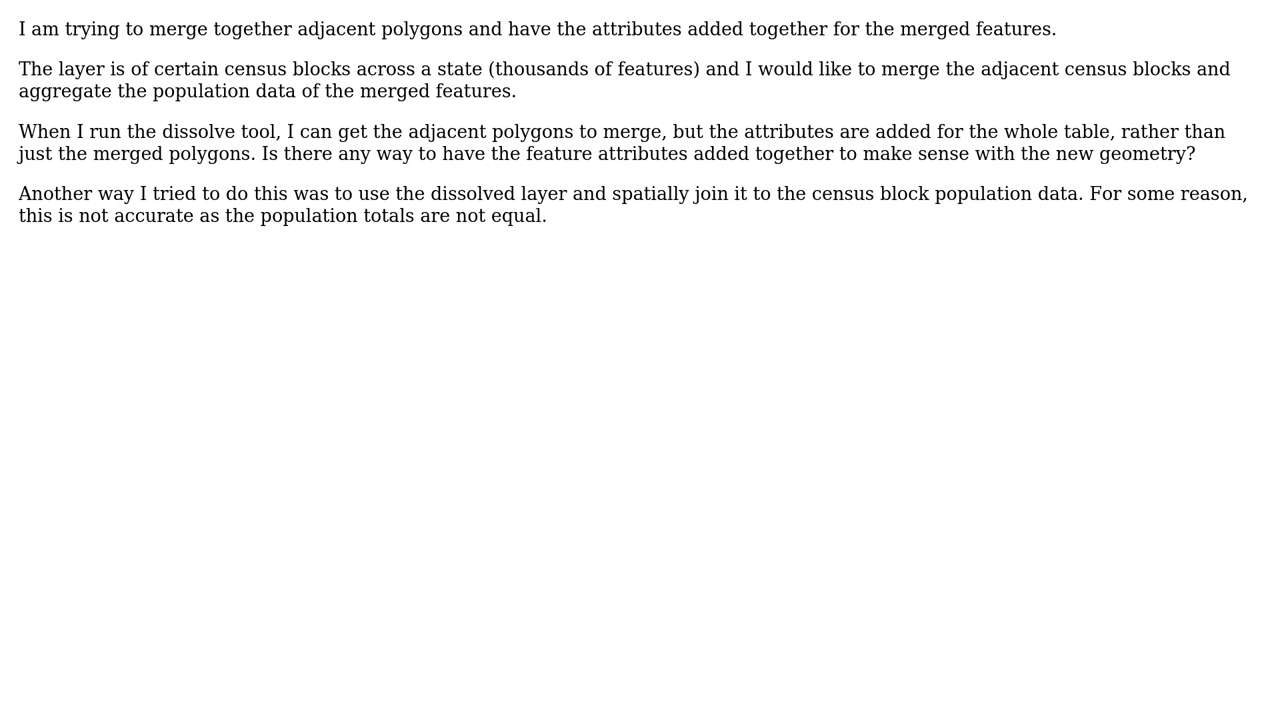 I am trying to merge together adjacent polygons and have the attributes added together for the merged features.
The layer is of certain census blocks across a state (thousands of features) and I would like to merge the adjacent census blocks and
aggregate the population data of the merged features.
When I run the dissolve tool, I can get the adjacent polygons to merge, but the attributes are added for the whole table, rather than
just the merged polygons. Is there any way to have the feature attributes added together to make sense with the new geometry?
Another way I tried to do this was to use the dissolved layer and spatially join it to the census block population data. For some reason,
this is not accurate as the population totals are not equal.